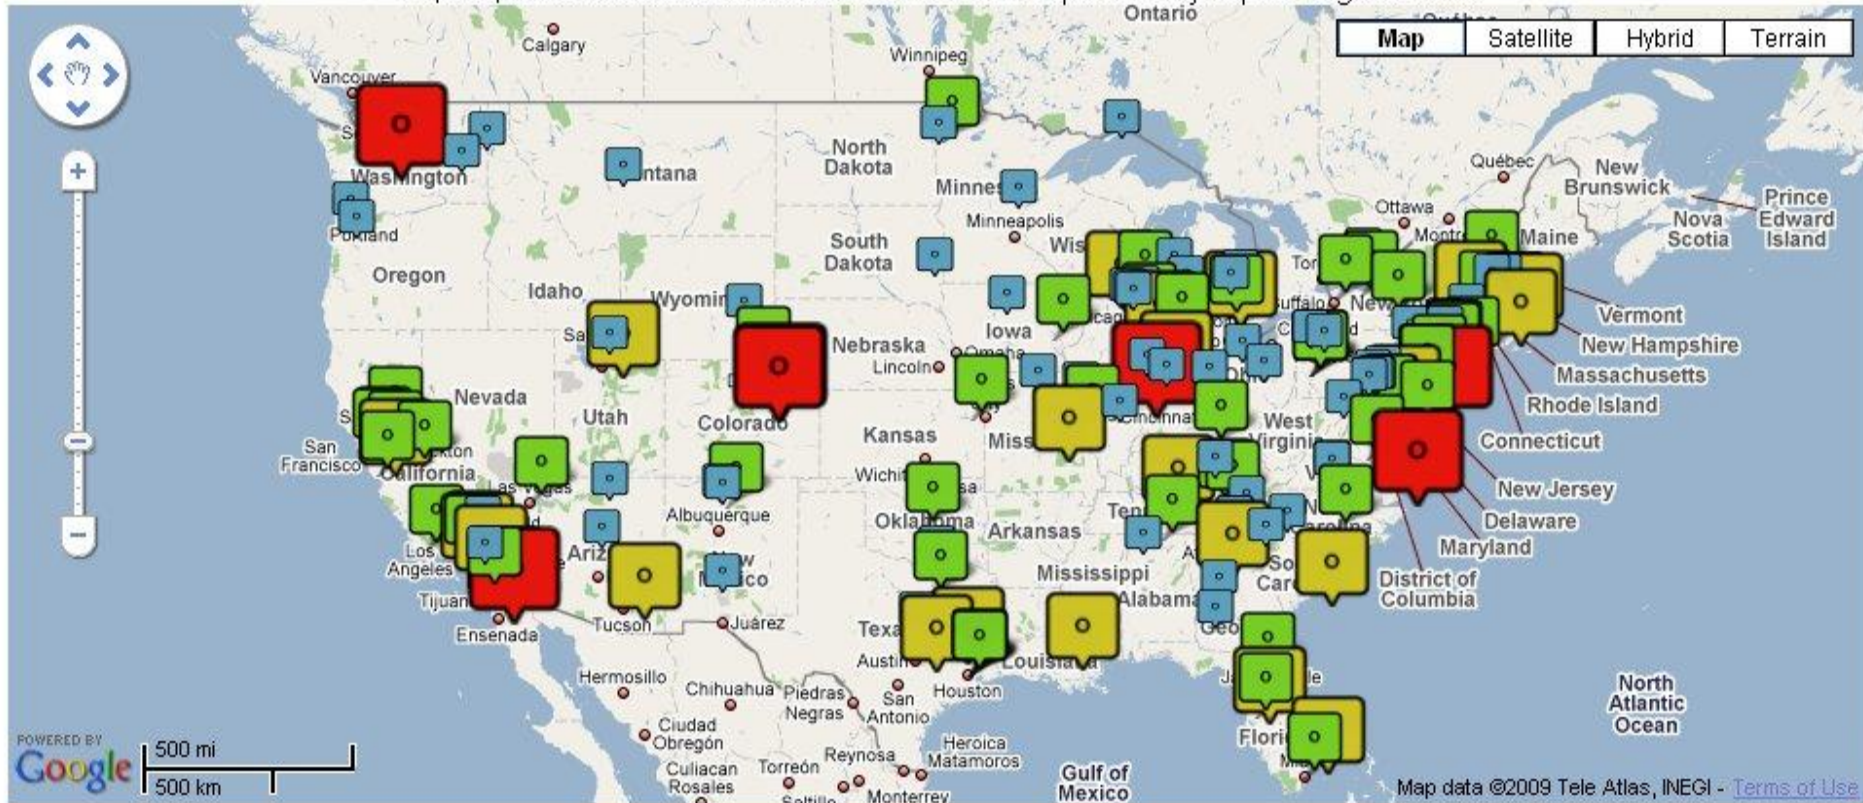 Ontario
Map
Satellite
Hybrid
Terrain
Calgary
Winnipeg
Vancouver
Washington
North
Dakota
Québec
New
Brunswick
Prince
Edward
Island
Nova
Scotia
Ottawa
Minneapolis
Maine
South
Dakota
Oregon
Idaho
Iowa
Nebraska
Lincoln
Omaha
Vermont
New Hampshire
Massachusetts
Rhode Island
Connecticut
Nevada
Utah
Colorado
Kansas
West
San
Francisco
California
New Jersey
Delaware
Maryland
District of
Columbia
Albuquerque
Oklahoma
Arkansas
Los
Angeles
Mississippi
Alabama
Ensenada
Tucson
Juárez
Louisiana
Houston
Hermosillo
Chihuahua
Piedras
Negras
San
Antonio
North
Atlantic
Ocean
Ciudad
Obregón
Reynosa
Heroica
Matamoros
Culiacan
Rosales
Torreón
Monterrey
Gulf of
Mexico
POWERED BY
Google
500 mi
500 km
Map data ©2009 Tele Atlas, INEGI - Terms of Use